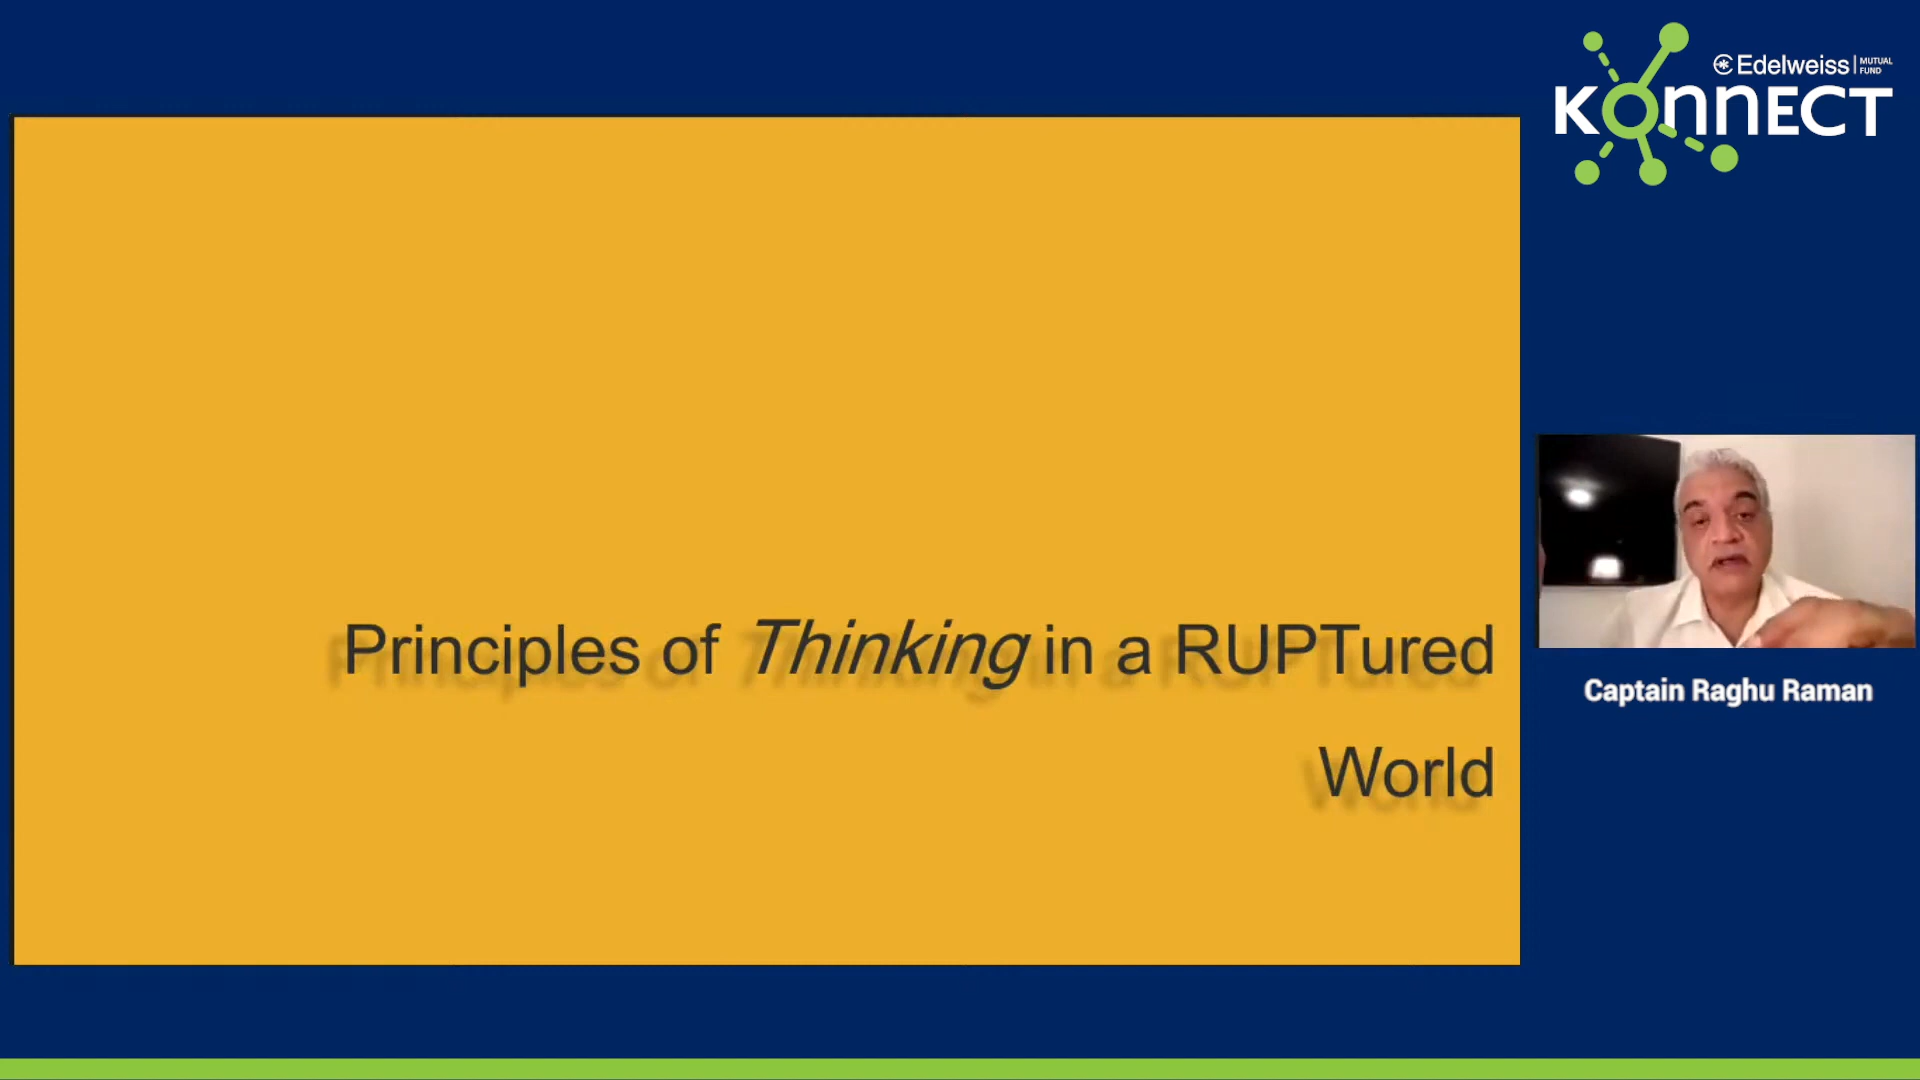 Edelweiss MUTUAL
FUND
KONNECT
Principles of Thinking in a RUPTured
World
Captain Raghu Raman